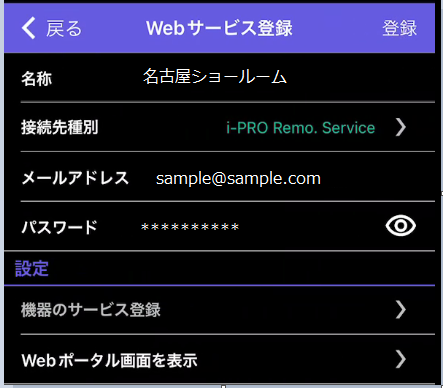 戻る Webサービス登録 登録
名称 名古屋ショールーム
接続先種別 i-PRO Remo. Service
メールアドレス sample@sample.com
パスワード **********
設定
機器のサービス登録
Webポータル画面を表示